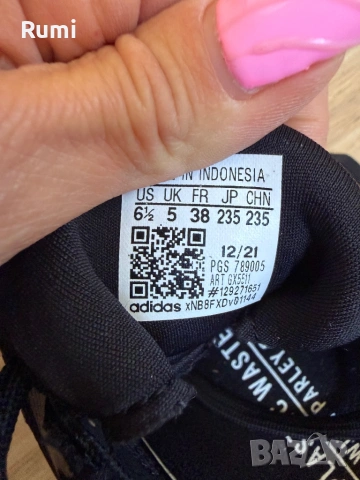 Rumi
IN INDONESIA
US UK FR JP CHN
6½ 5 38 235 235
12/21
PGS 789005
ART GX5511
#129271651
adidas xNB8FXDv01144
WASTE
PARLEY
BAZAR